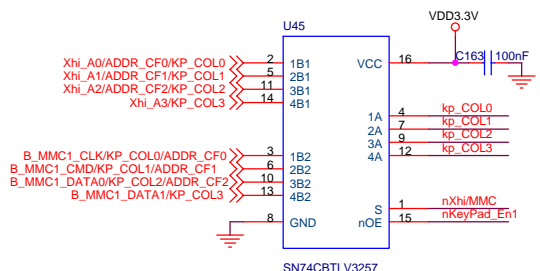 VDD3.3V
U45
C163 100nF
Xhi_A0/ADDR_CF0/KP_COL0 2 1B1 VCC 16
Xhi_A1/ADDR_CF1/KP_COL1 5 2B1
Xhi_A2/ADDR_CF2/KP_COL2 11 3B1
Xhi_A3/KP_COL3 14 4B1
1A 4 kp_COL0
2A 7 kp_COL1
3A 9 kp_COL2
4A 12 kp_COL3
B_MMC1_CLK/KP_COL0/ADDR_CF0 3 1B2
B_MMC1_CMD/KP_COL1/ADDR_CF1 6 2B2
B_MMC1_DATA0/KP_COL2/ADDR_CF2 10 3B2
B_MMC1_DATA1/KP_COL3 13 4B2
S 1 nXhi/MMC
8 GND nOE 15 nKeyPad_En1
SN74CBTLV3257